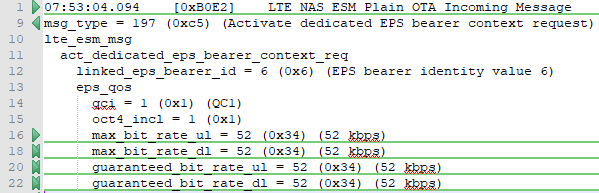 1 07:53:04.094 [0xB0E2] LTE NAS ESM Plain OTA Incoming Message
9 msg_type = 197 (0xc5) (Activate dedicated EPS bearer context request)
10 lte_esm_msg
11 act_dedicated_eps_bearer_context_req
12 linked_eps_bearer_id = 6 (0x6) (EPS bearer identity value 6)
13 eps_qos
14 qci = 1 (0x1) (QC1)
15 oct4_incl = 1 (0x1)
16 max_bit_rate_ul = 52 (0x34) (52 kbps)
18 max_bit_rate_dl = 52 (0x34) (52 kbps)
20 guaranteed_bit_rate_ul = 52 (0x34) (52 kbps)
22 guaranteed_bit_rate_dl = 52 (0x34) (52 kbps)